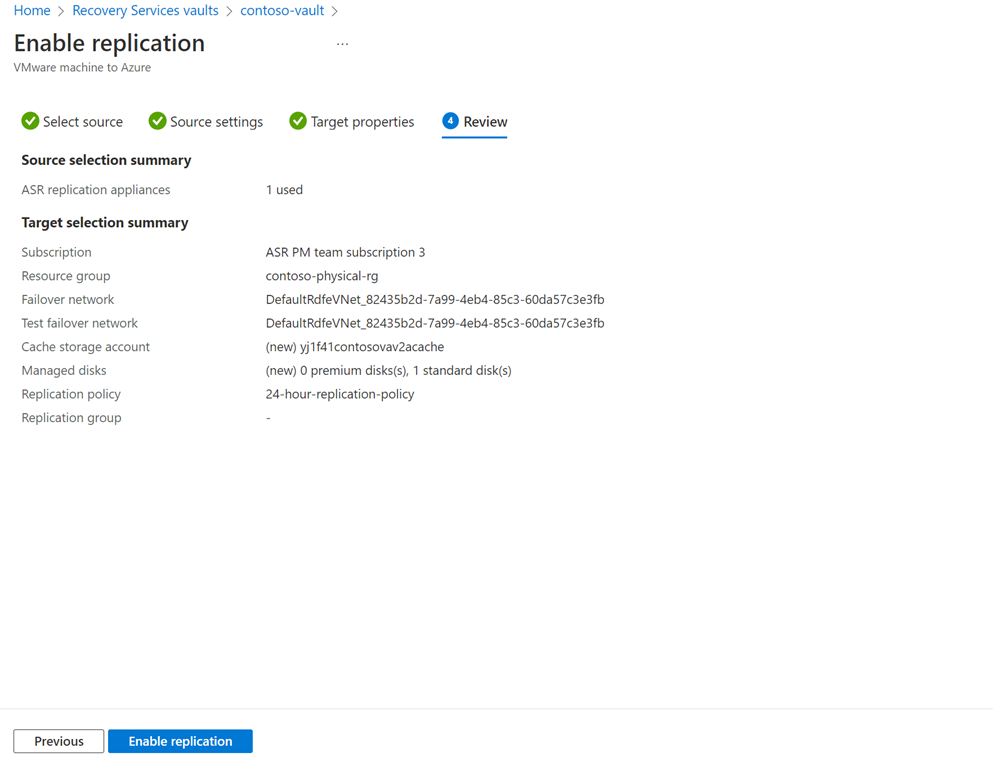 Home > Recovery Services vaults > contoso-vault >
Enable replication ...
VMware machine to Azure
Select source Source settings Target properties 4 Review
Source selection summary
ASR replication appliances 1 used
Target selection summary
Subscription ASR PM team subscription 3
Resource group contoso-physical-rg
Failover network DefaultRdfeVNet_82435b2d-7a99-4eb4-85c3-60da57c3e3fb
Test failover network DefaultRdfeVNet_82435b2d-7a99-4eb4-85c3-60da57c3e3fb
Cache storage account (new) yj1f41contosovav2acache
Managed disks (new) 0 premium disks(s), 1 standard disk(s)
Replication policy 24-hour-replication-policy
Replication group -
Previous Enable replication